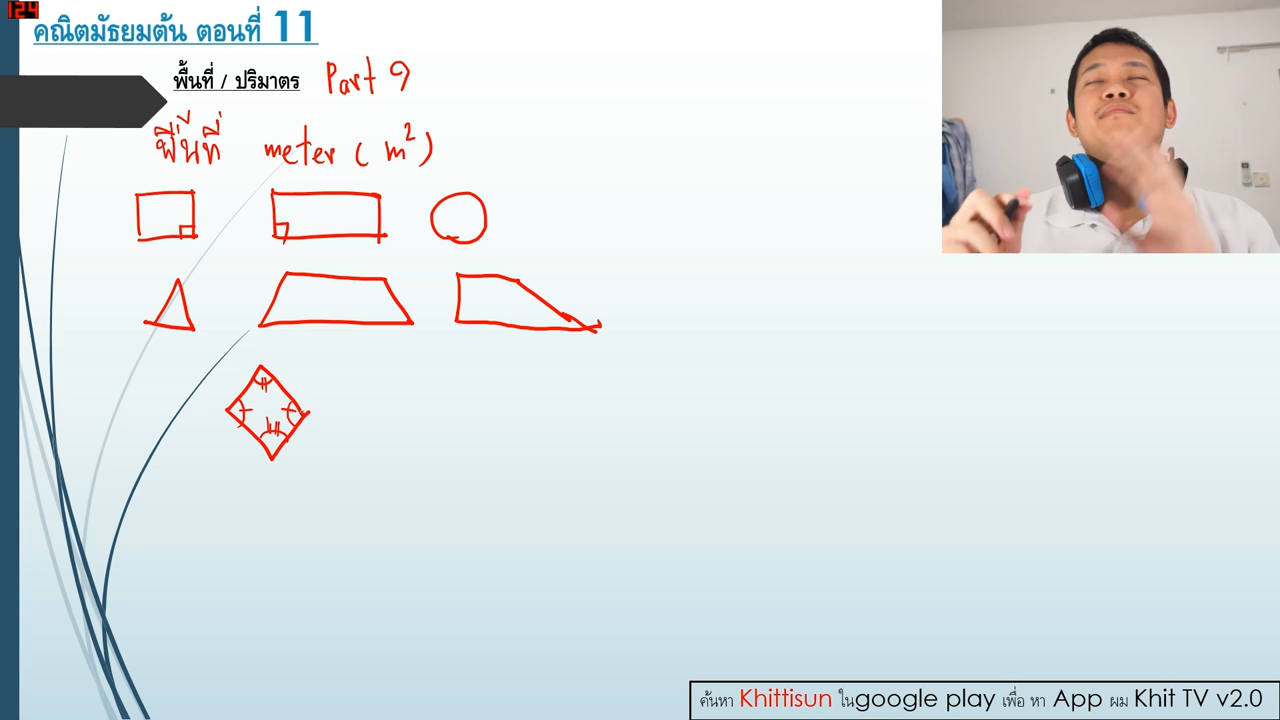 124
คณิตมัธยมต้น ตอนที่ 11
พื้นที่ / ปริมาตร Part 9
พื้นที่ meter ( m² )
ค้นหา Khittisun ในgoogle play เพื่อ หา App ผม Khit TV v2.0